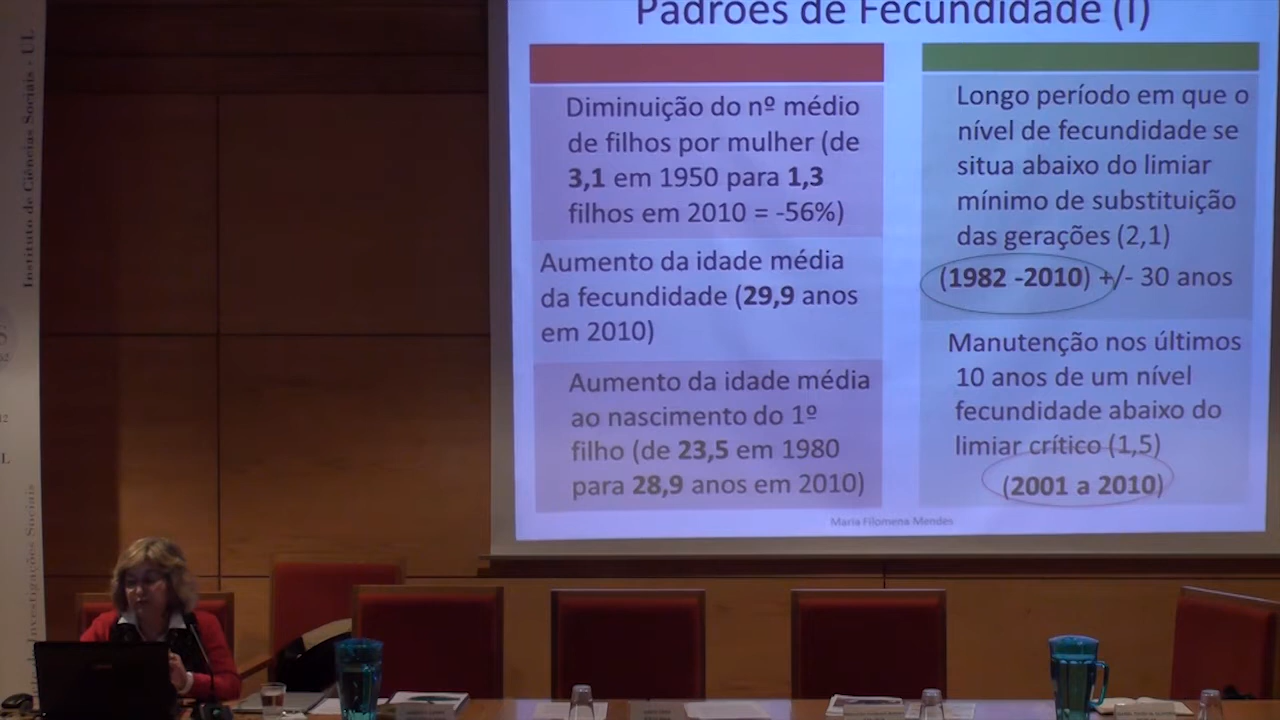 Padrões de Fecundidade (I)
Diminuição do nº médio
de filhos por mulher (de
3,1 em 1950 para 1,3
filhos em 2010 = -56%)
Aumento da idade média
da fecundidade (29,9 anos
em 2010)
Aumento da idade média
ao nascimento do 1º
filho (de 23,5 em 1980
para 28,9 anos em 2010)
Longo período em que o
nível de fecundidade se
situa abaixo do limiar
mínimo de substituição
das gerações (2,1)
(1982 -2010) +/- 30 anos
Manutenção nos últimos
10 anos de um nível
fecundidade abaixo do
limiar crítico (1,5)
(2001 a 2010)
Maria Filomena Mendes
Instituto de Ciências Sociais - UL
de Investigações Sociais